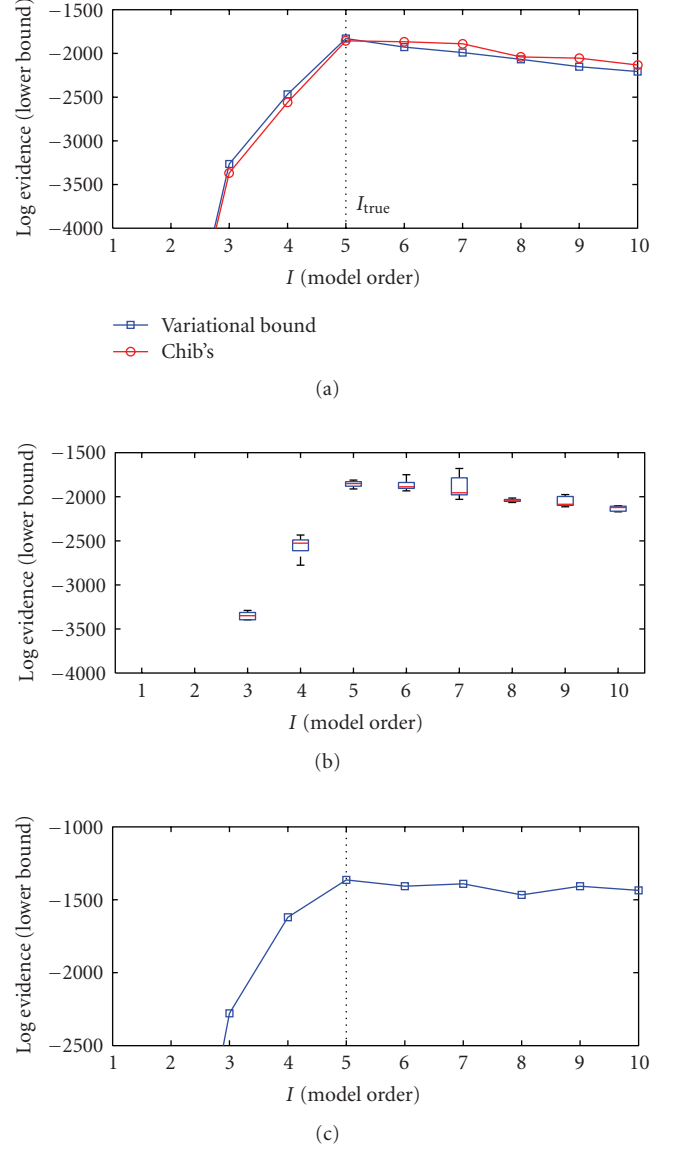 −1500
−2000
−2500
−3000
−3500
−4000
Log evidence (lower bound)
I_true
1 2 3 4 5 6 7 8 9 10
I (model order)
Variational bound
Chib’s
(a)
−1500
−2000
−2500
−3000
−3500
−4000
Log evidence (lower bound)
1 2 3 4 5 6 7 8 9 10
I (model order)
(b)
−1000
−1500
−2000
−2500
Log evidence (lower bound)
1 2 3 4 5 6 7 8 9 10
I (model order)
(c)